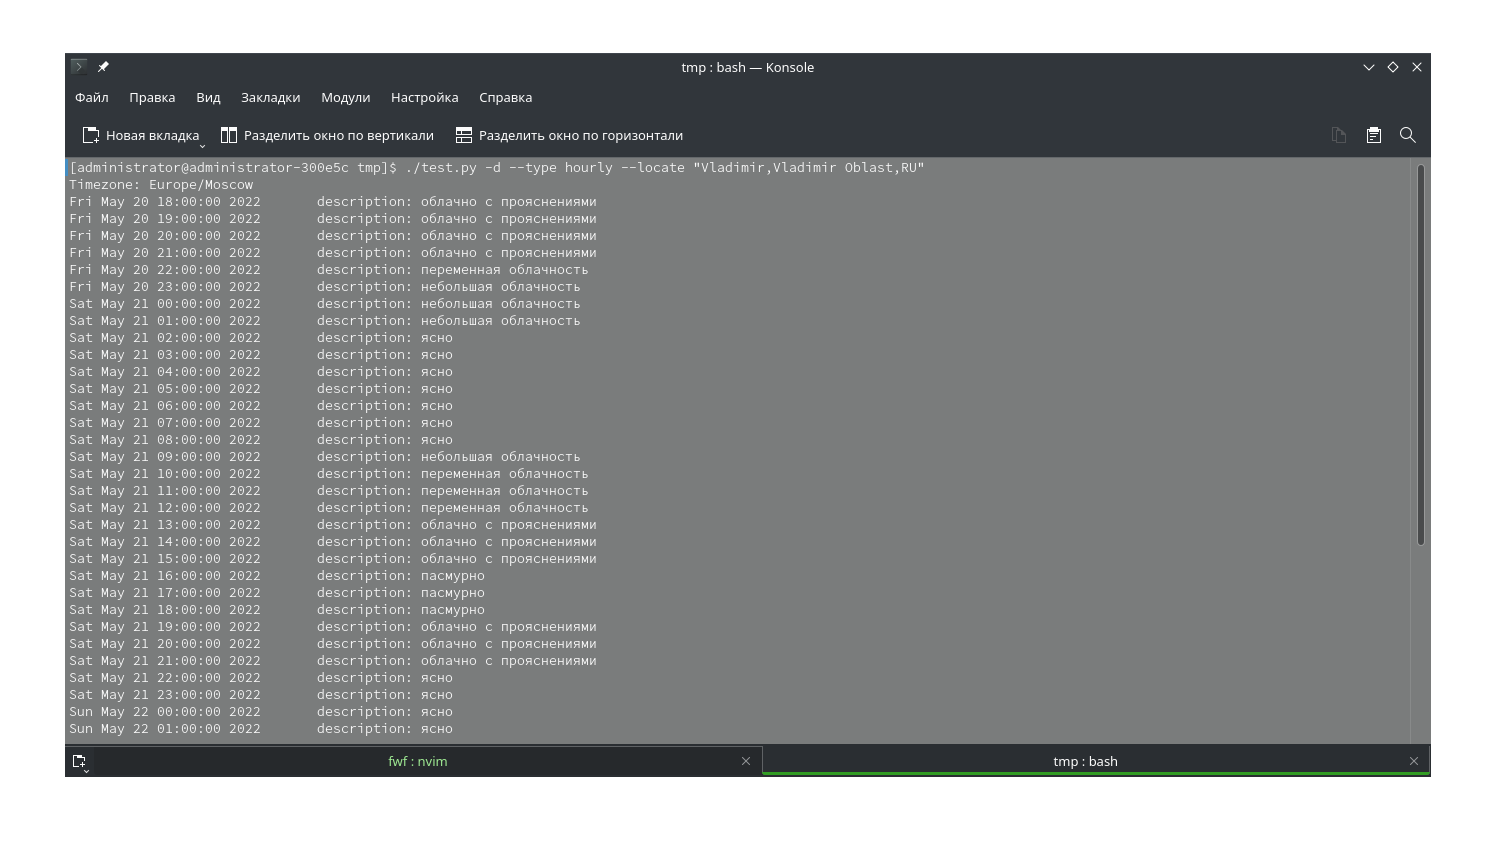 tmp : bash — Konsole
Файл Правка Вид Закладки Модули Настройка Справка
Новая вкладка Разделить окно по вертикали Разделить окно по горизонтали
[administrator@administrator-300e5c tmp]$ ./test.py -d --type hourly --locate "Vladimir,Vladimir Oblast,RU"
Timezone: Europe/Moscow
Fri May 20 18:00:00 2022 description: облачно с прояснениями
Fri May 20 19:00:00 2022 description: облачно с прояснениями
Fri May 20 20:00:00 2022 description: облачно с прояснениями
Fri May 20 21:00:00 2022 description: облачно с прояснениями
Fri May 20 22:00:00 2022 description: переменная облачность
Fri May 20 23:00:00 2022 description: небольшая облачность
Sat May 21 00:00:00 2022 description: небольшая облачность
Sat May 21 01:00:00 2022 description: небольшая облачность
Sat May 21 02:00:00 2022 description: ясно
Sat May 21 03:00:00 2022 description: ясно
Sat May 21 04:00:00 2022 description: ясно
Sat May 21 05:00:00 2022 description: ясно
Sat May 21 06:00:00 2022 description: ясно
Sat May 21 07:00:00 2022 description: ясно
Sat May 21 08:00:00 2022 description: ясно
Sat May 21 09:00:00 2022 description: небольшая облачность
Sat May 21 10:00:00 2022 description: переменная облачность
Sat May 21 11:00:00 2022 description: переменная облачность
Sat May 21 12:00:00 2022 description: переменная облачность
Sat May 21 13:00:00 2022 description: облачно с прояснениями
Sat May 21 14:00:00 2022 description: облачно с прояснениями
Sat May 21 15:00:00 2022 description: облачно с прояснениями
Sat May 21 16:00:00 2022 description: пасмурно
Sat May 21 17:00:00 2022 description: пасмурно
Sat May 21 18:00:00 2022 description: пасмурно
Sat May 21 19:00:00 2022 description: облачно с прояснениями
Sat May 21 20:00:00 2022 description: облачно с прояснениями
Sat May 21 21:00:00 2022 description: облачно с прояснениями
Sat May 21 22:00:00 2022 description: ясно
Sat May 21 23:00:00 2022 description: ясно
Sun May 22 00:00:00 2022 description: ясно
Sun May 22 01:00:00 2022 description: ясно
fwf : nvim tmp : bash